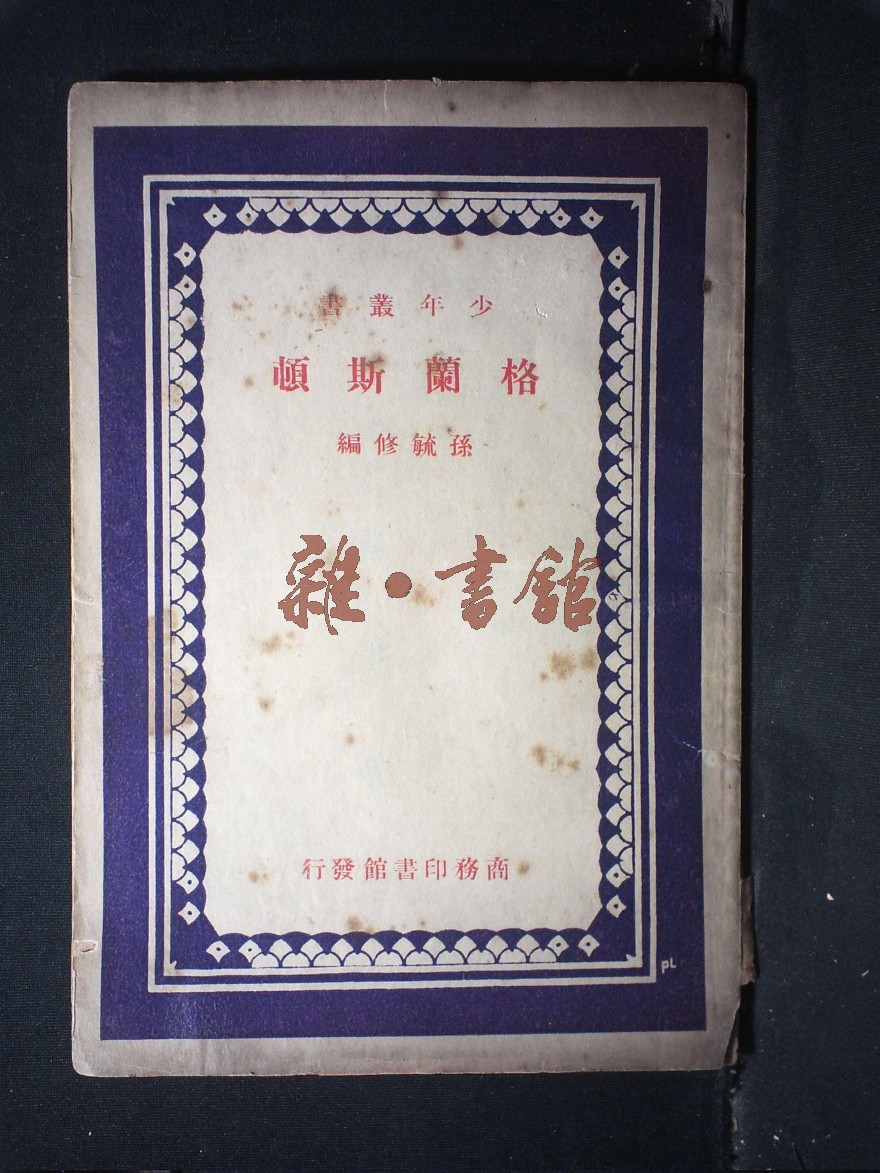 少年叢書
格蘭斯頓
孫毓修編
雜·書舘
商務印書館發行
PL